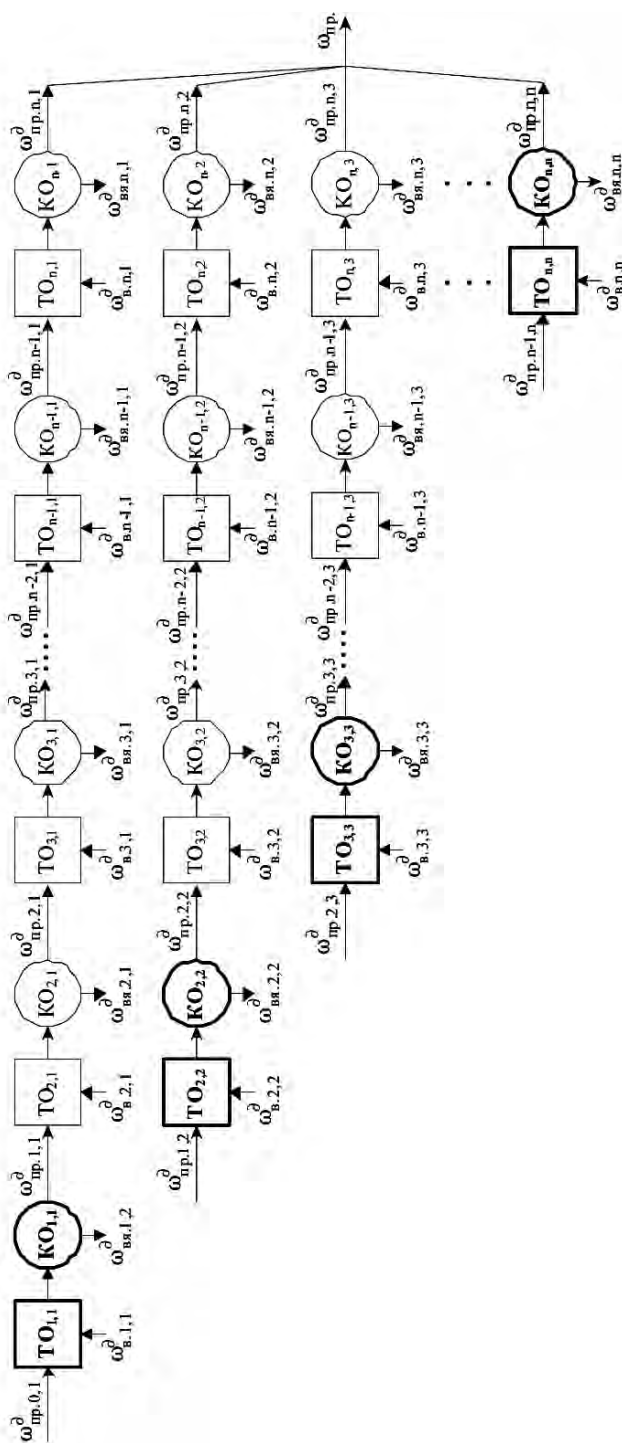 ω∂пр.0,1 ω∂пр.1,1 ω∂пр.2,1 ω∂пр.3,1 ω∂пр.n-2,1 ω∂пр.n-1,1 ω∂пр.n,1
ТО1,1 КО1,1 ТО2,1 КО2,1 ТО3,1 КО3,1 ..... ТОn-1,1 КОn-1,1 ТОn,1 КОn,1
ω∂в.1,1 ω∂вя.1,2 ω∂в.2,1 ω∂вя.2,1 ω∂в.3,1 ω∂вя.3,1 ω∂в.n-1,1 ω∂вя.n-1,1 ω∂в.n,1 ω∂вя.n,1
ω∂пр.1,2 ω∂пр.2,2 ω∂пр.3,2 ω∂пр.n-2,2 ω∂пр.n-1,2 ω∂пр.n,2
ТО2,2 КО2,2 ТО3,2 КО3,2 ..... ТОn-1,2 КОn-1,2 ТОn,2 КОn,2
ω∂в.2,2 ω∂вя.2,2 ω∂в.3,2 ω∂вя.3,2 ω∂в.n-1,2 ω∂вя.n-1,2 ω∂в.n,2 ω∂вя.n,2
ω∂пр.2,3 ω∂пр.3,3 ω∂пр.n-2,3 ω∂пр.n-1,3 ω∂пр.n,3 ωпр.
ТО3,3 КО3,3 ..... ТОn-1,3 КОn-1,3 ТОn,3 КОn,3
ω∂в.3,3 ω∂вя.3,3 ω∂в.n-1,3 ω∂вя.n-1,3 ω∂в.n,3 ω∂вя.n,3
ω∂пр.n-1,n ω∂пр.n,n
ТОn,n КОn,n
ω∂в.n,n ω∂вя.n,n